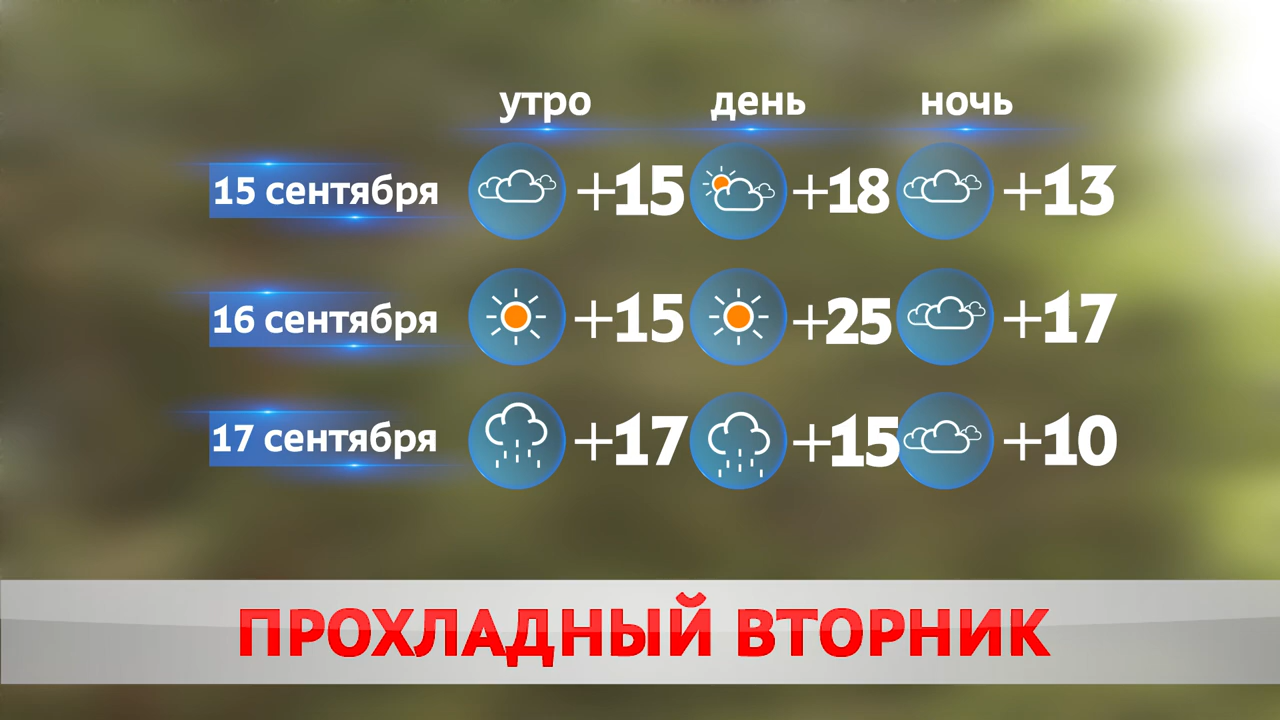 утро день ночь
15 сентября +15 +18 +13
16 сентября +15 +25 +17
17 сентября +17 +15 +10
ПРОХЛАДНЫЙ ВТОРНИК